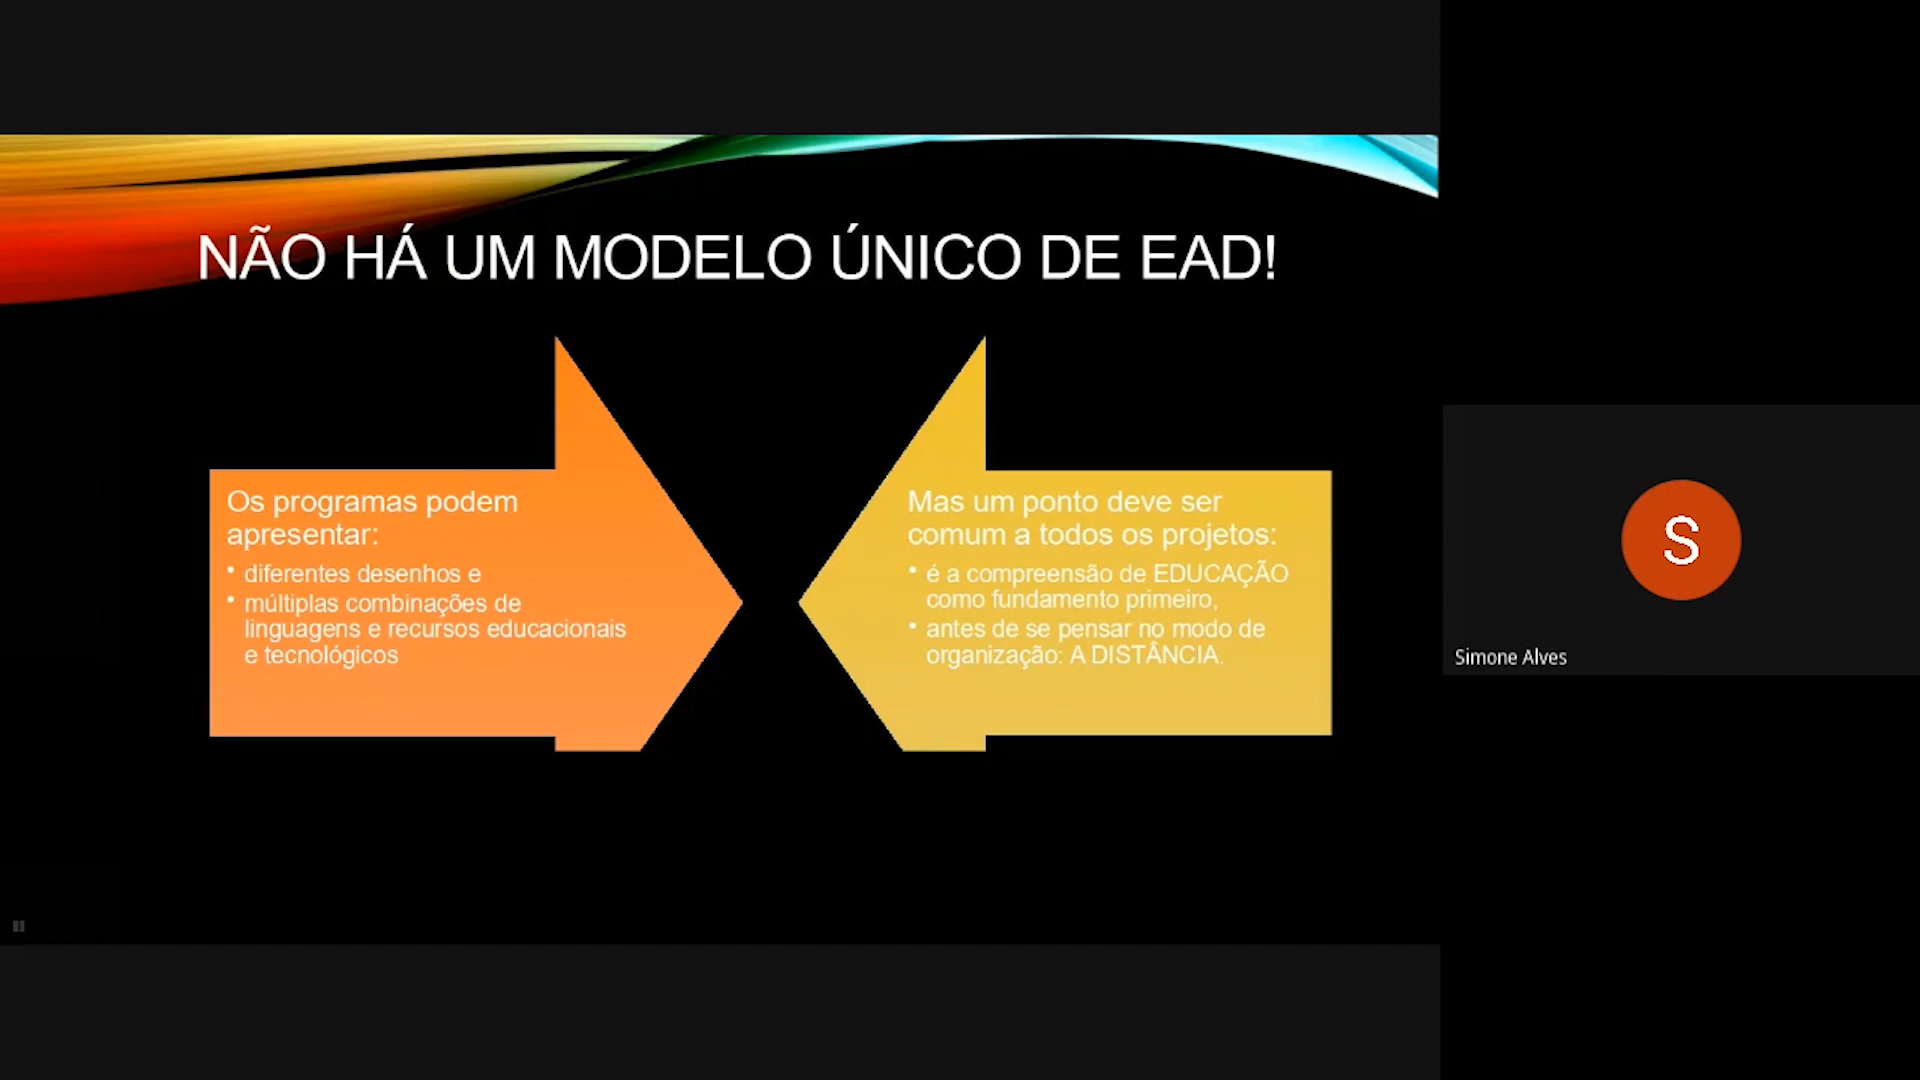 NÃO HÁ UM MODELO ÚNICO DE EAD!
Os programas podem
apresentar:
• diferentes desenhos e
• múltiplas combinações de
linguagens e recursos educacionais
e tecnológicos
Mas um ponto deve ser
comum a todos os projetos:
• é a compreensão de EDUCAÇÃO
como fundamento primeiro,
• antes de se pensar no modo de
organização: A DISTÂNCIA.
S
Simone Alves